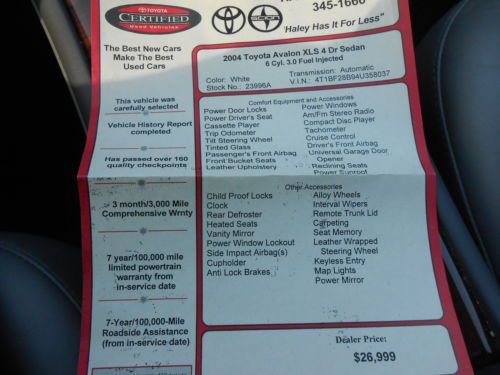 345-1666
TOYOTA
CERTIFIED
Used Vehicles
SCION
"Haley Has It For Less"
The Best New Cars
Make The Best
Used Cars
This vehicle was
carefully selected
Vehicle History Report
completed
Has passed over 160
quality checkpoints
3 month/3,000 Mile
Comprehensive Wrnty
7 year/100,000 mile
limited powertrain
warranty from
in-service date
7-Year/100,000-Mile
Roadside Assistance
(from in-service date)
2004 Toyota Avalon XLS 4 Dr Sedan
6 Cyl. 3.0 Fuel Injected
Color: White
Transmission: Automatic
Stock No.: 23996A
V.I.N.: 4T1BF28B94U358037
Comfort Equipment and Accessories
Power Door Locks
Power Driver's Seat
Cassette Player
Trip Odometer
Tilt Steering Wheel
Tinted Glass
Passenger's Front Airbag
Front Bucket Seats
Leather Upholstery
Power Windows
Am/Fm Stereo Radio
Compact Disc Player
Tachometer
Cruise Control
Driver's Front Airbag
Universal Garage Door
Opener
Reclining Seats
Power Sunroof
Other Accessories
Child Proof Locks
Clock
Rear Defroster
Heated Seats
Vanity Mirror
Power Window Lockout
Side Impact Airbag(s)
Cupholder
Anti Lock Brakes
Alloy Wheels
Interval Wipers
Remote Trunk Lid
Carpeting
Seat Memory
Leather Wrapped
Steering Wheel
Keyless Entry
Map Lights
Power Mirror
Dealer Price:
$26,999